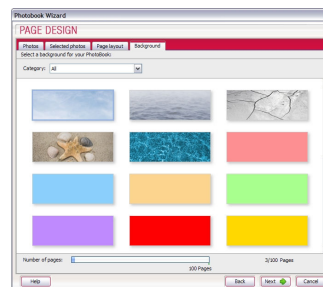 Photobook Wizard
PAGE DESIGN
Photos Selected photos Page layout Background
Select a background for your PhotoBook:
Category: All
Number of pages: 3/100 Pages
100 Pages
Help Back Next Cancel